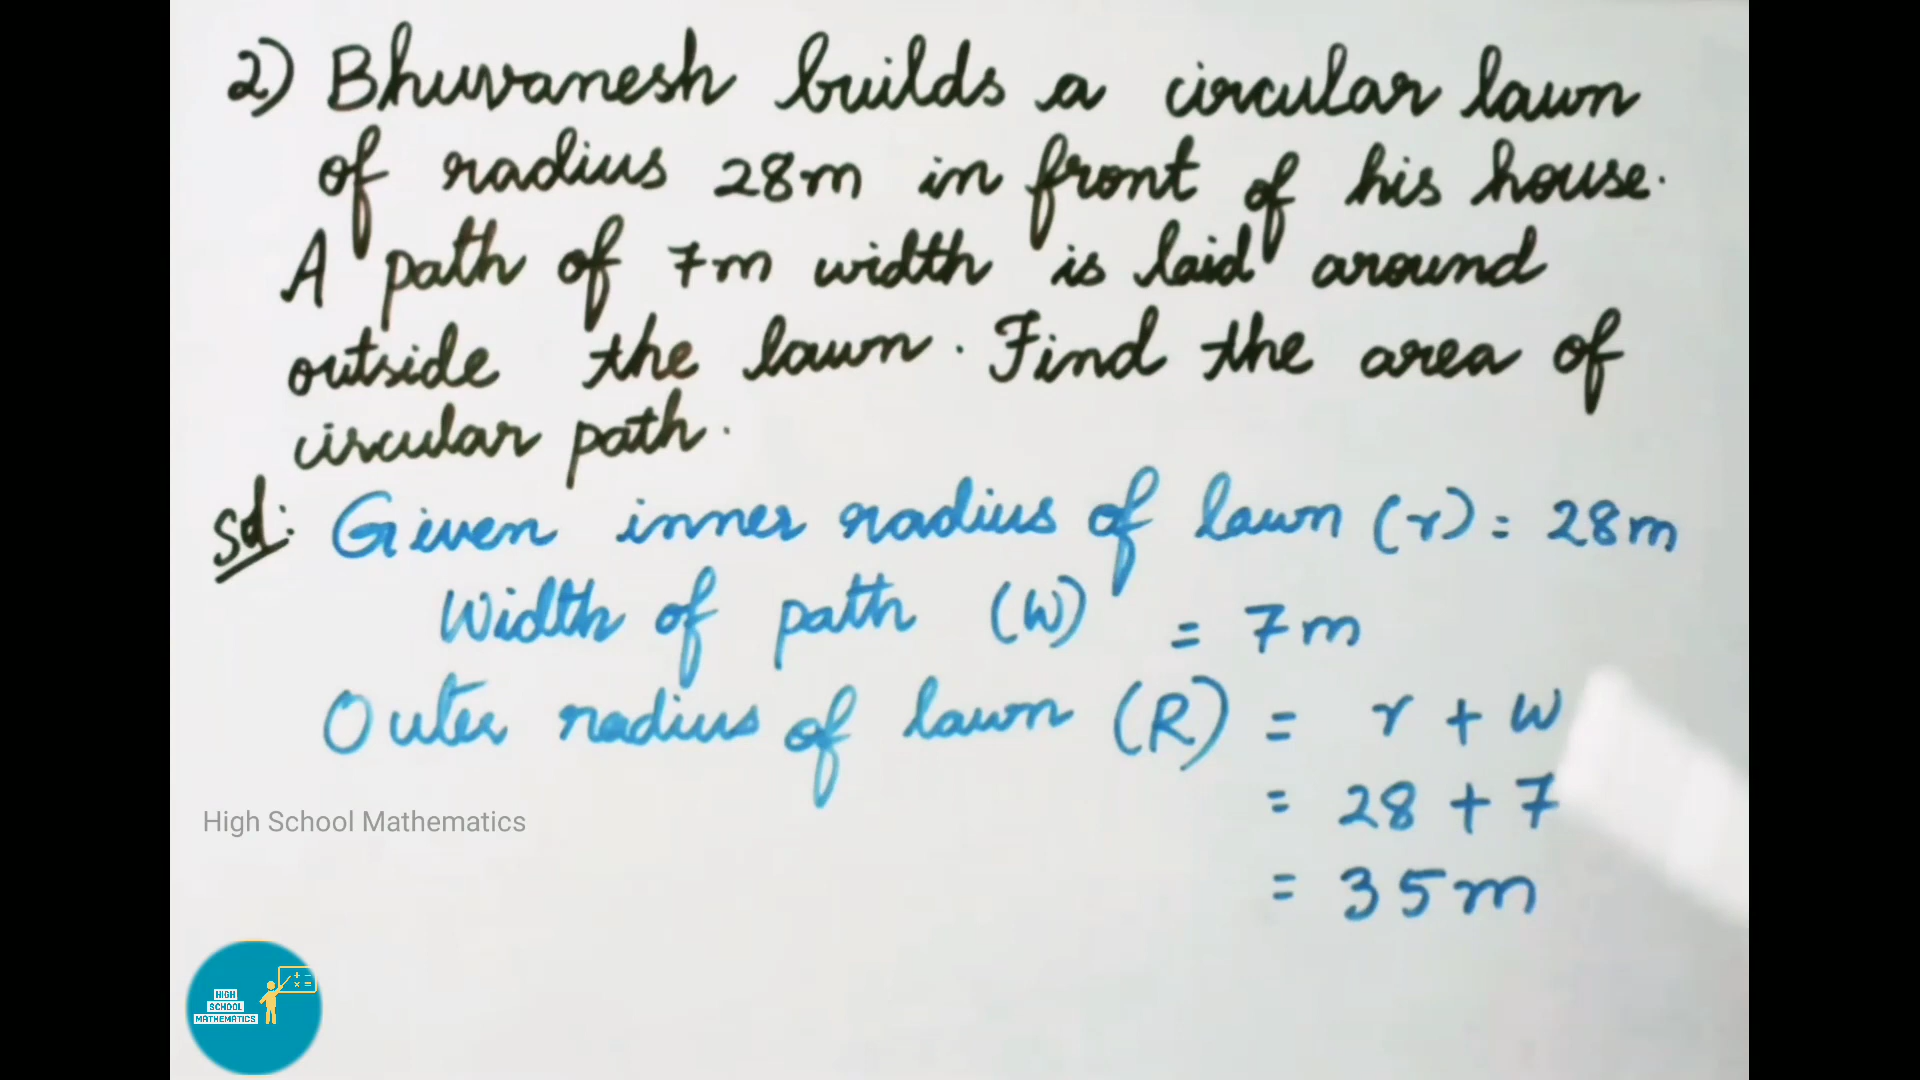 2) Bhuvanesh builds a circular lawn
of radius 28m in front of his house.
A path of 7m width is laid around
outside the lawn. Find the area of
circular path.
Sol: Given inner radius of lawn (r) = 28m
Width of path (W) = 7m
Outer radius of lawn (R) = r + W
= 28 + 7
= 35m
High School Mathematics
HIGH
SCHOOL
MATHEMATICS